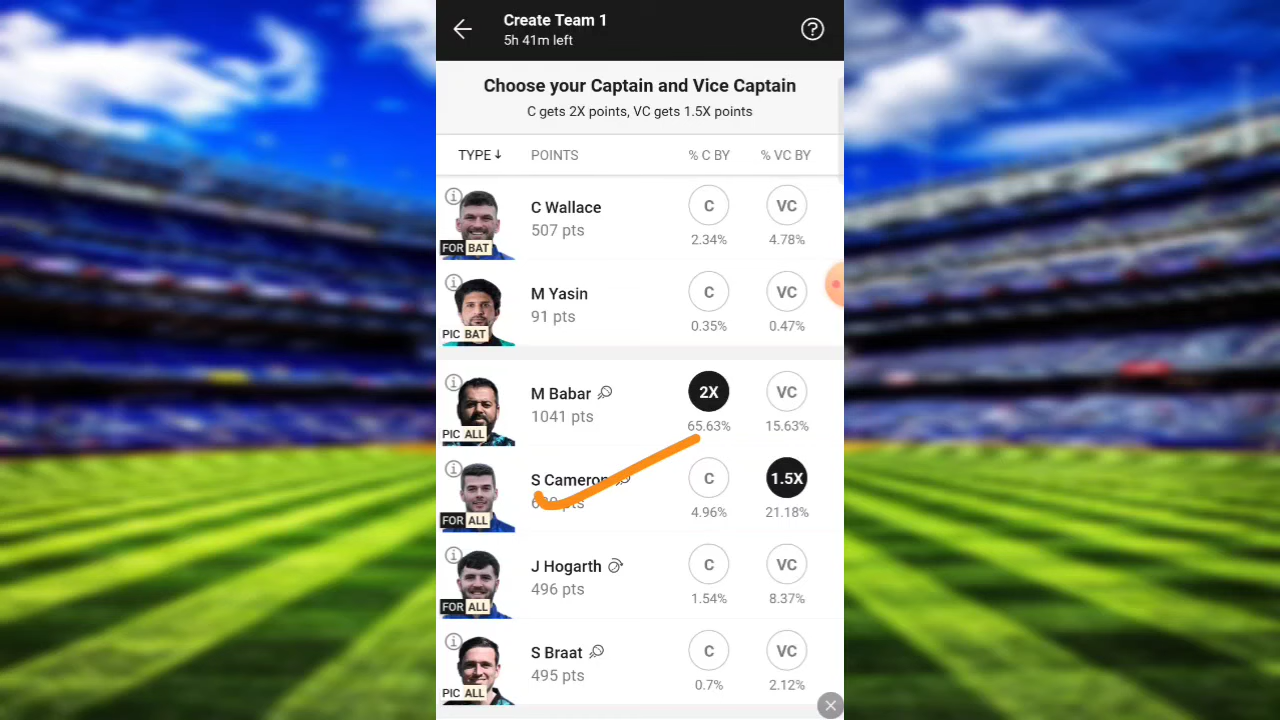 Create Team 1
5h 41m left
Choose your Captain and Vice Captain
C gets 2X points, VC gets 1.5X points
TYPE POINTS % C BY % VC BY
C Wallace C VC
507 pts
FOR BAT 2.34% 4.78%
M Yasin C VC
91 pts
PIC BAT 0.35% 0.47%
M Babar 2X VC
1041 pts
PIC ALL 65.63% 15.63%
S Cameron C 1.5X
pts
FOR ALL 4.96% 21.18%
J Hogarth C VC
496 pts
FOR ALL 1.54% 8.37%
S Braat C VC
495 pts
PIC ALL 0.7% 2.12%